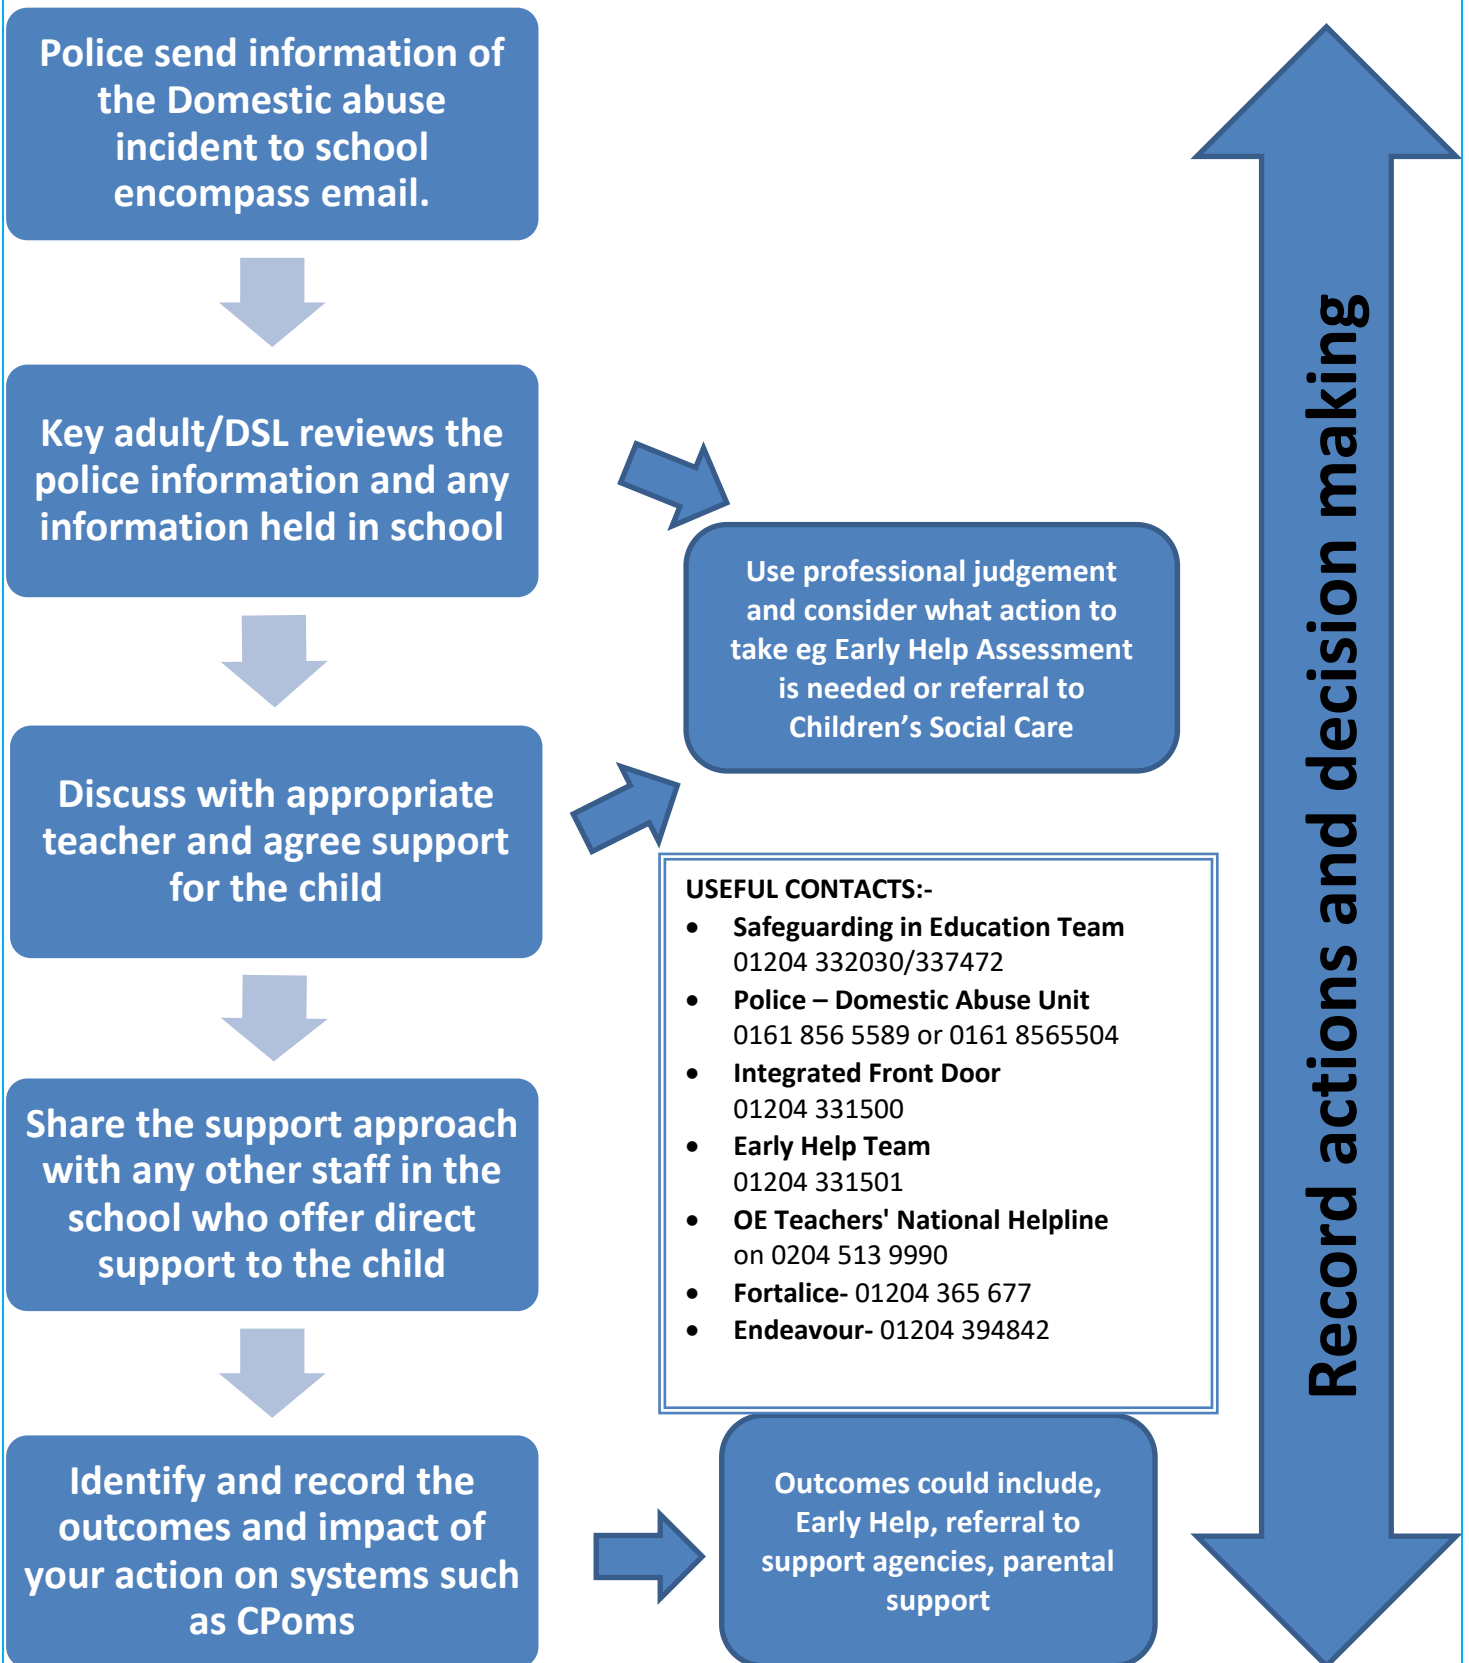 Police send information of
the Domestic abuse
incident to school
encompass email.
Key adult/DSL reviews the
police information and any
information held in school
Use professional judgement
and consider what action to
take eg Early Help Assessment
is needed or referral to
Children’s Social Care
Discuss with appropriate
teacher and agree support
for the child
Share the support approach
with any other staff in the
school who offer direct
support to the child
USEFUL CONTACTS:-
• Safeguarding in Education Team
01204 332030/337472
• Police – Domestic Abuse Unit
0161 856 5589 or 0161 8565504
• Integrated Front Door
01204 331500
• Early Help Team
01204 331501
• OE Teachers' National Helpline
on 0204 513 9990
• Fortalice- 01204 365 677
• Endeavour- 01204 394842
Identify and record the
outcomes and impact of
your action on systems such
as CPoms
Outcomes could include,
Early Help, referral to
support agencies, parental
support
Record actions and decision making